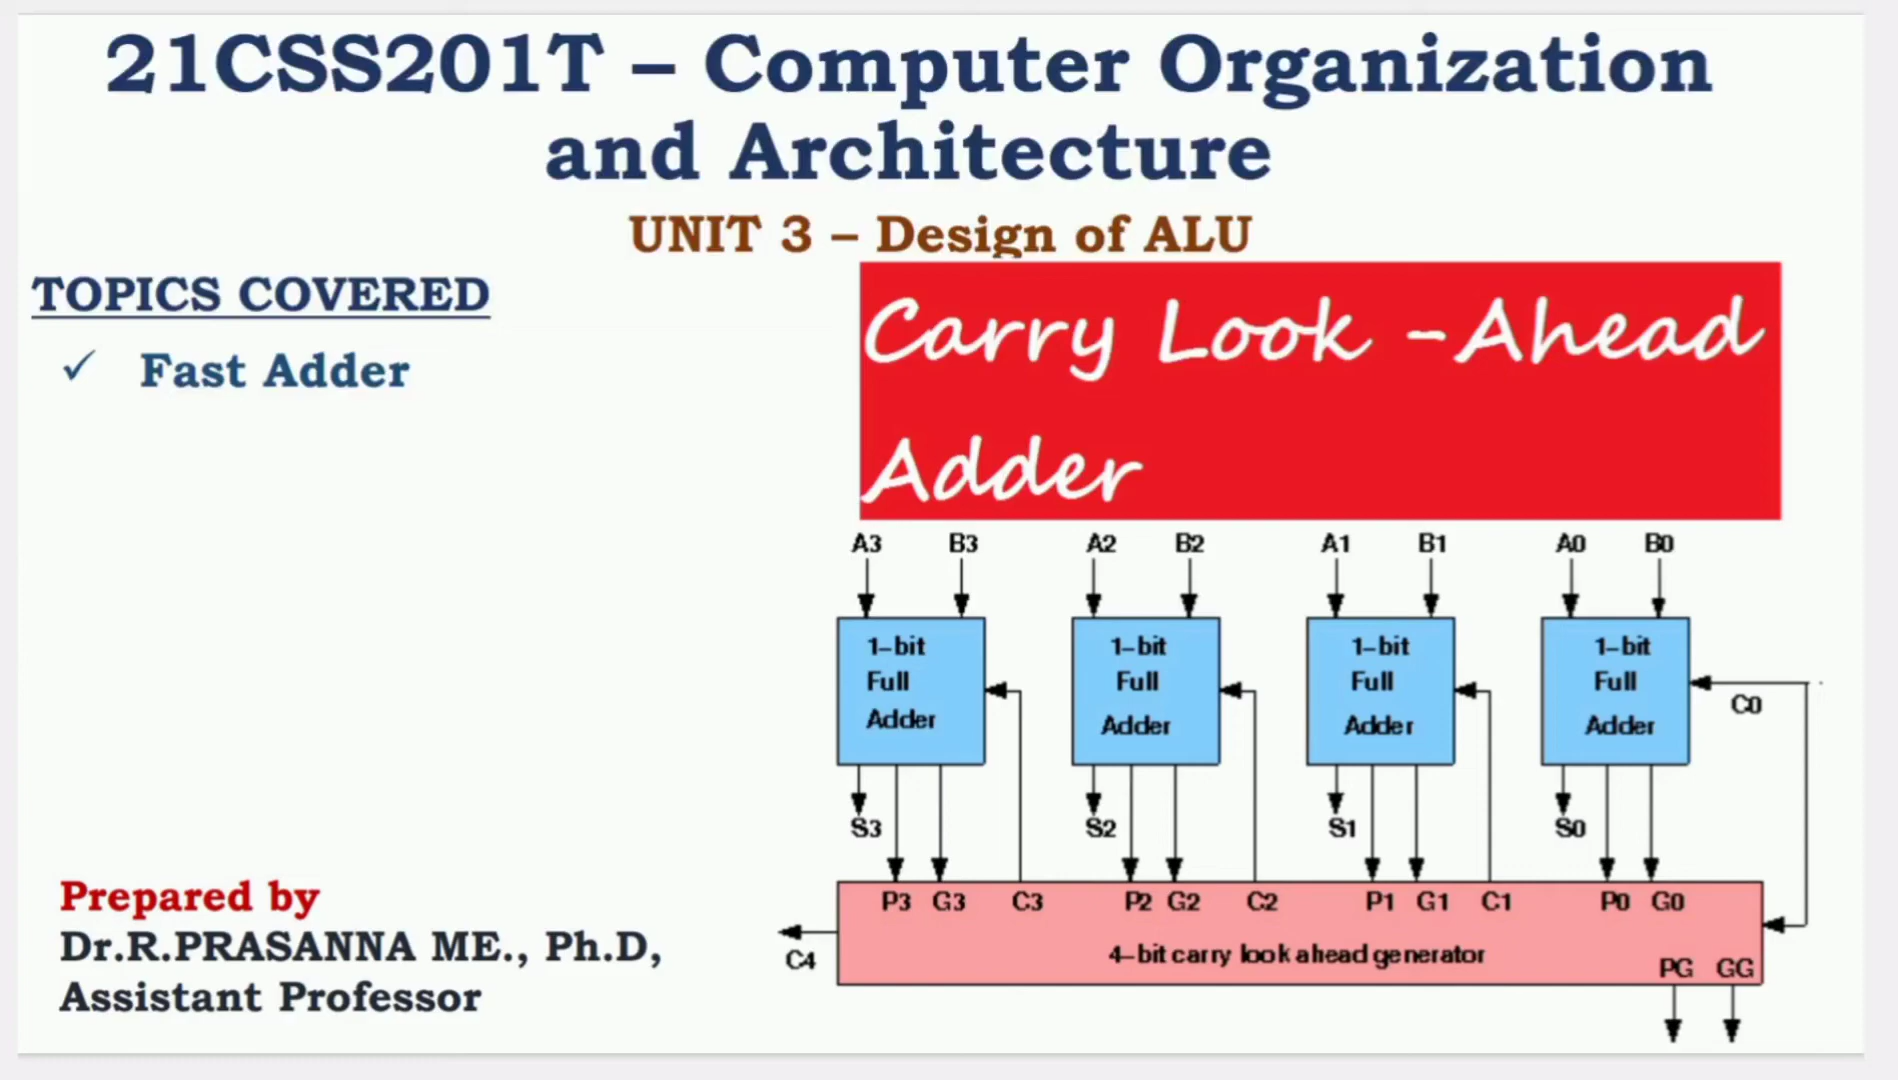 21CSS201T – Computer Organization
and Architecture
UNIT 3 – Design of ALU
TOPICS COVERED
✓ Fast Adder
Carry Look -Ahead
Adder
A3 B3 A2 B2 A1 B1 A0 B0
1-bit 1-bit 1-bit 1-bit
Full Full Full Full
Adder Adder Adder Adder
C0
S3 S2 S1 S0
P3 G3 C3 P2 G2 C2 P1 G1 C1 P0 G0
4-bit carry look ahead generator
C4
PG GG
Prepared by
Dr.R.PRASANNA ME., Ph.D,
Assistant Professor